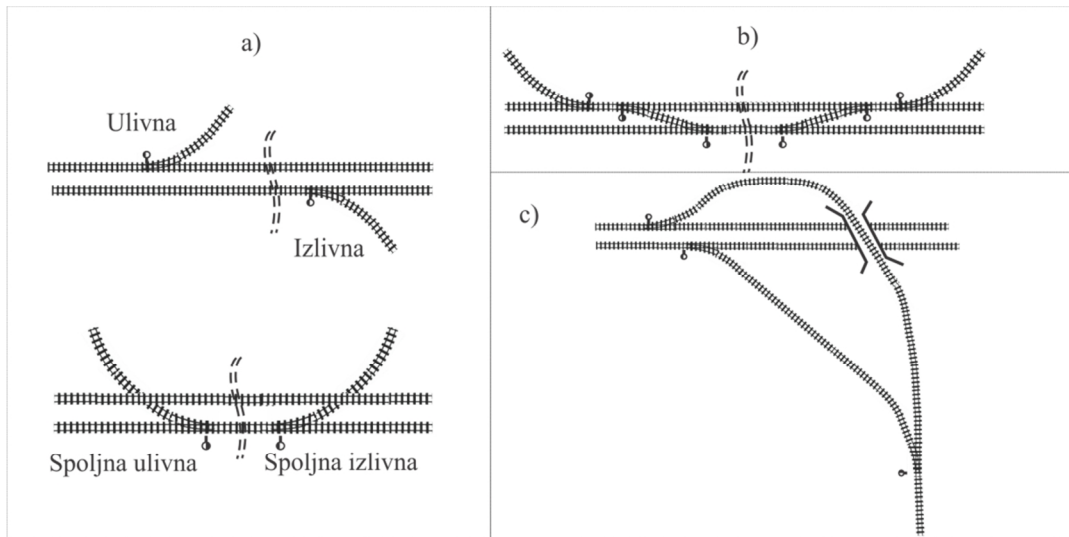 a)
Ulivna
Izlivna
Spoljna ulivna
Spoljna izlivna
b)
c)